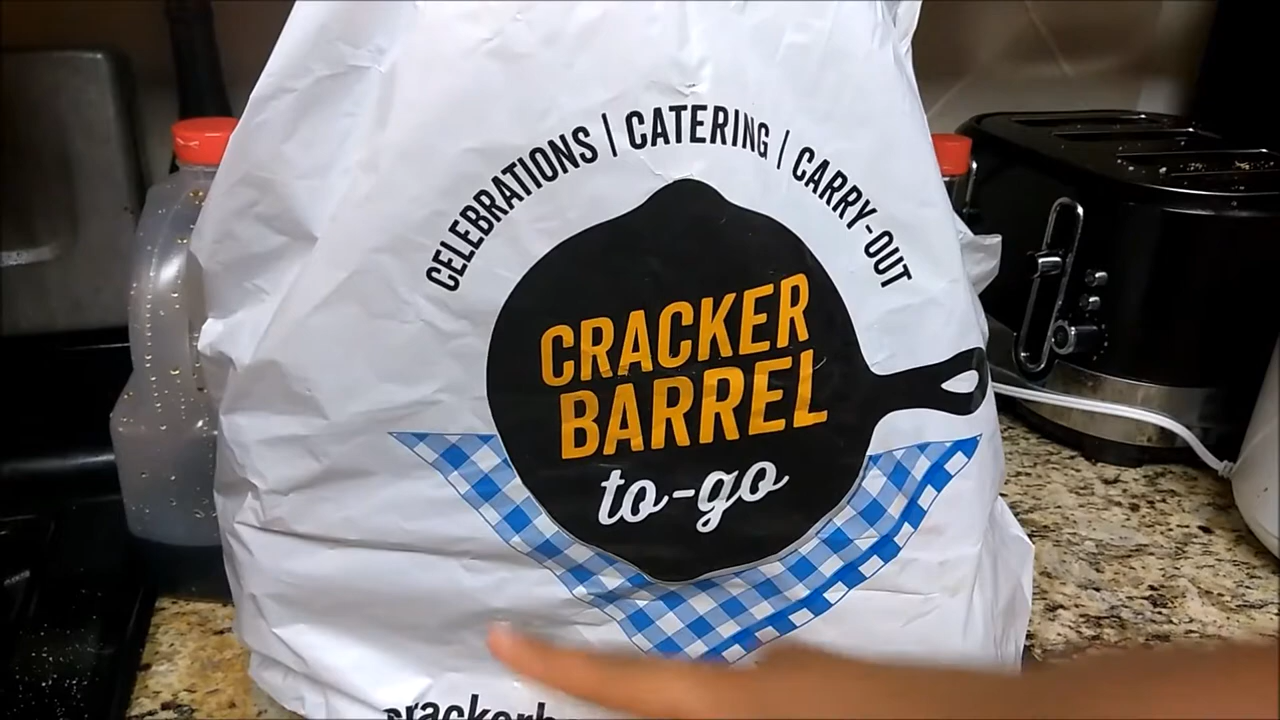 CELEBRATIONS | CATERING | CARRY-OUT
CRACKER
BARREL
to-go